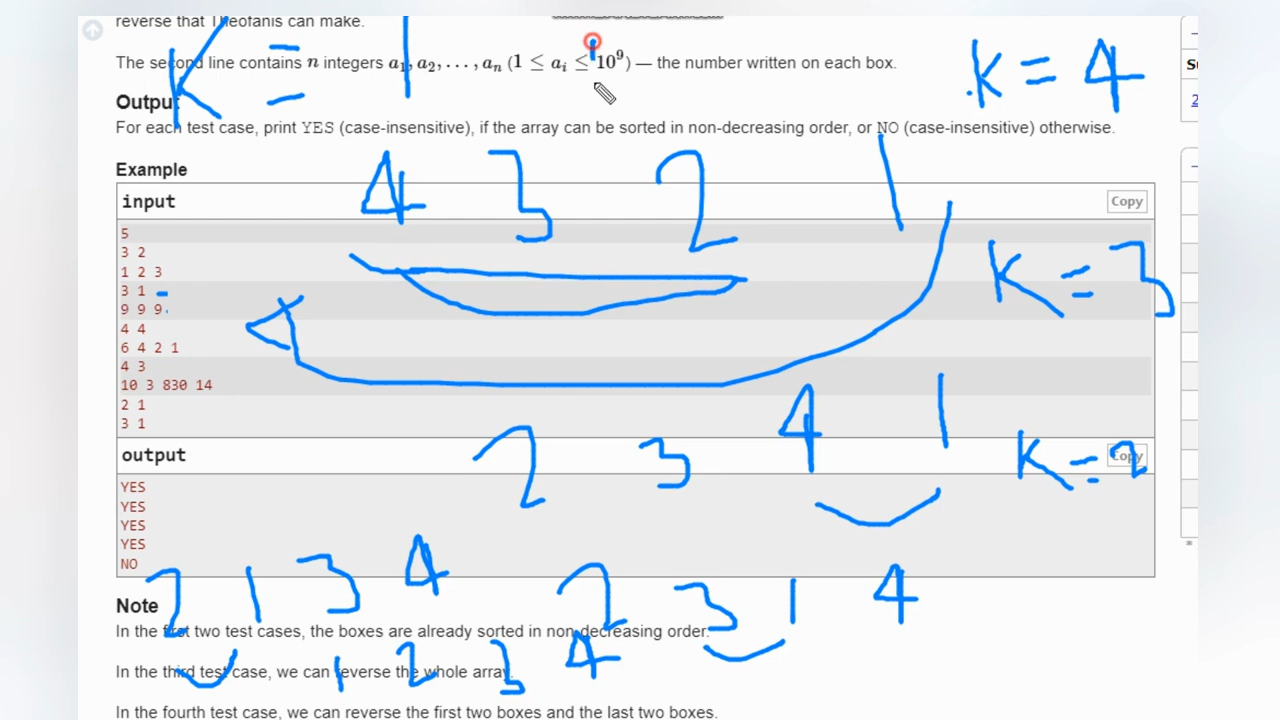 reverse that Theofanis can make.
K = 1
k = 4
The second line contains n integers a1, a2, …, an (1 ≤ ai ≤ 10^9) — the number written on each box.
Output
For each test case, print YES (case-insensitive), if the array can be sorted in non-decreasing order, or NO (case-insensitive) otherwise.
Example
4 3 2 1
input
Copy
5
3 2
1 2 3
K = 3
3 1
9 9 9
4 4
6 4 2 1
4 3
10 3 830 14
2 1
3 1
2 3 4 1
K = 2
output
Copy
YES
YES
YES
YES
NO
2 1 3 4
2 3 1 4
Note
In the first two test cases, the boxes are already sorted in non-decreasing order.
1 2 3 4
In the third test case, we can reverse the whole array.
In the fourth test case, we can reverse the first two boxes and the last two boxes.